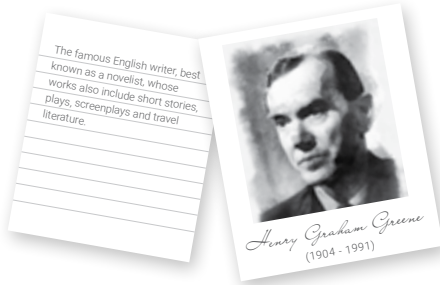 The famous English writer, best
known as a novelist, whose
works also include short stories,
plays, screenplays and travel
literature.
Henry Graham Greene
(1904 - 1991)